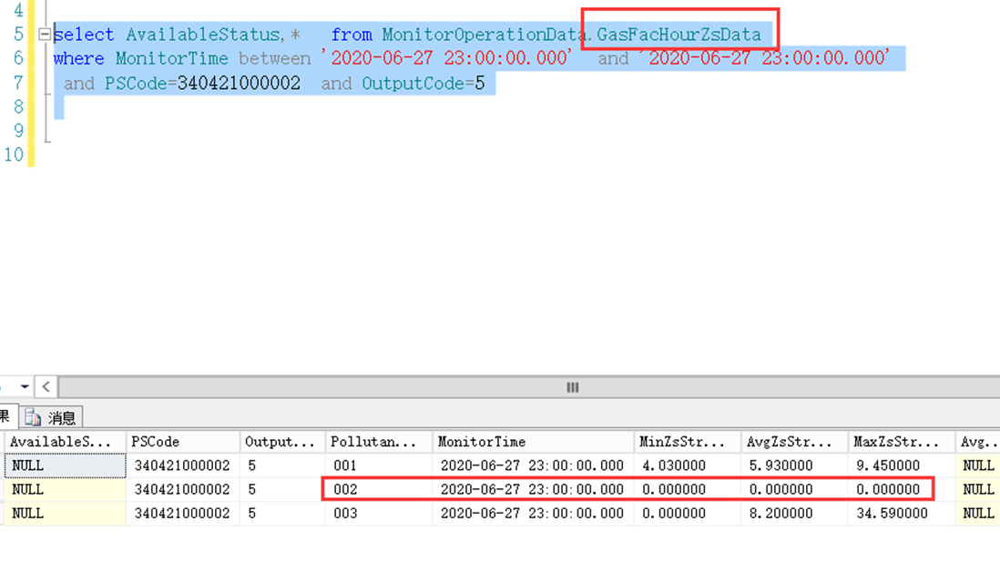 4
5 select AvailableStatus,* from MonitorOperationData.GasFacHourZsData
6 where MonitorTime between '2020-06-27 23:00:00.000' and '2020-06-27 23:00:00.000'
7 and PSCode=340421000002 and OutputCode=5
8
9
10
果 消息
AvailableS... PSCode Output... Pollutan... MonitorTime MinZsStr... AvgZsStr... MaxZsStr... Avg..
NULL 340421000002 5 001 2020-06-27 23:00:00.000 4.030000 5.930000 9.450000 NULL
NULL 340421000002 5 002 2020-06-27 23:00:00.000 0.000000 0.000000 0.000000 NULL
NULL 340421000002 5 003 2020-06-27 23:00:00.000 0.000000 8.200000 34.590000 NULL